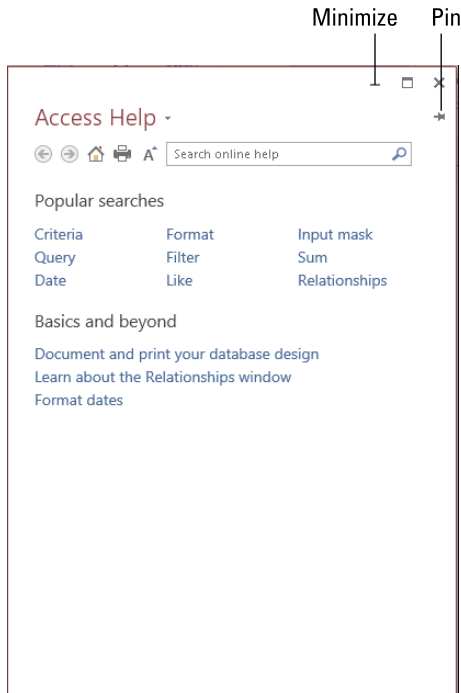 Minimize Pin
Access Help
Search online help
Popular searches
Criteria Format Input mask
Query Filter Sum
Date Like Relationships
Basics and beyond
Document and print your database design
Learn about the Relationships window
Format dates